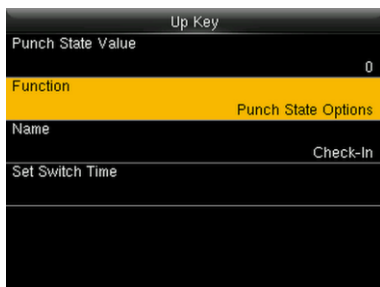 Up Key
Punch State Value
0
Function
Punch State Options
Name
Check-In
Set Switch Time